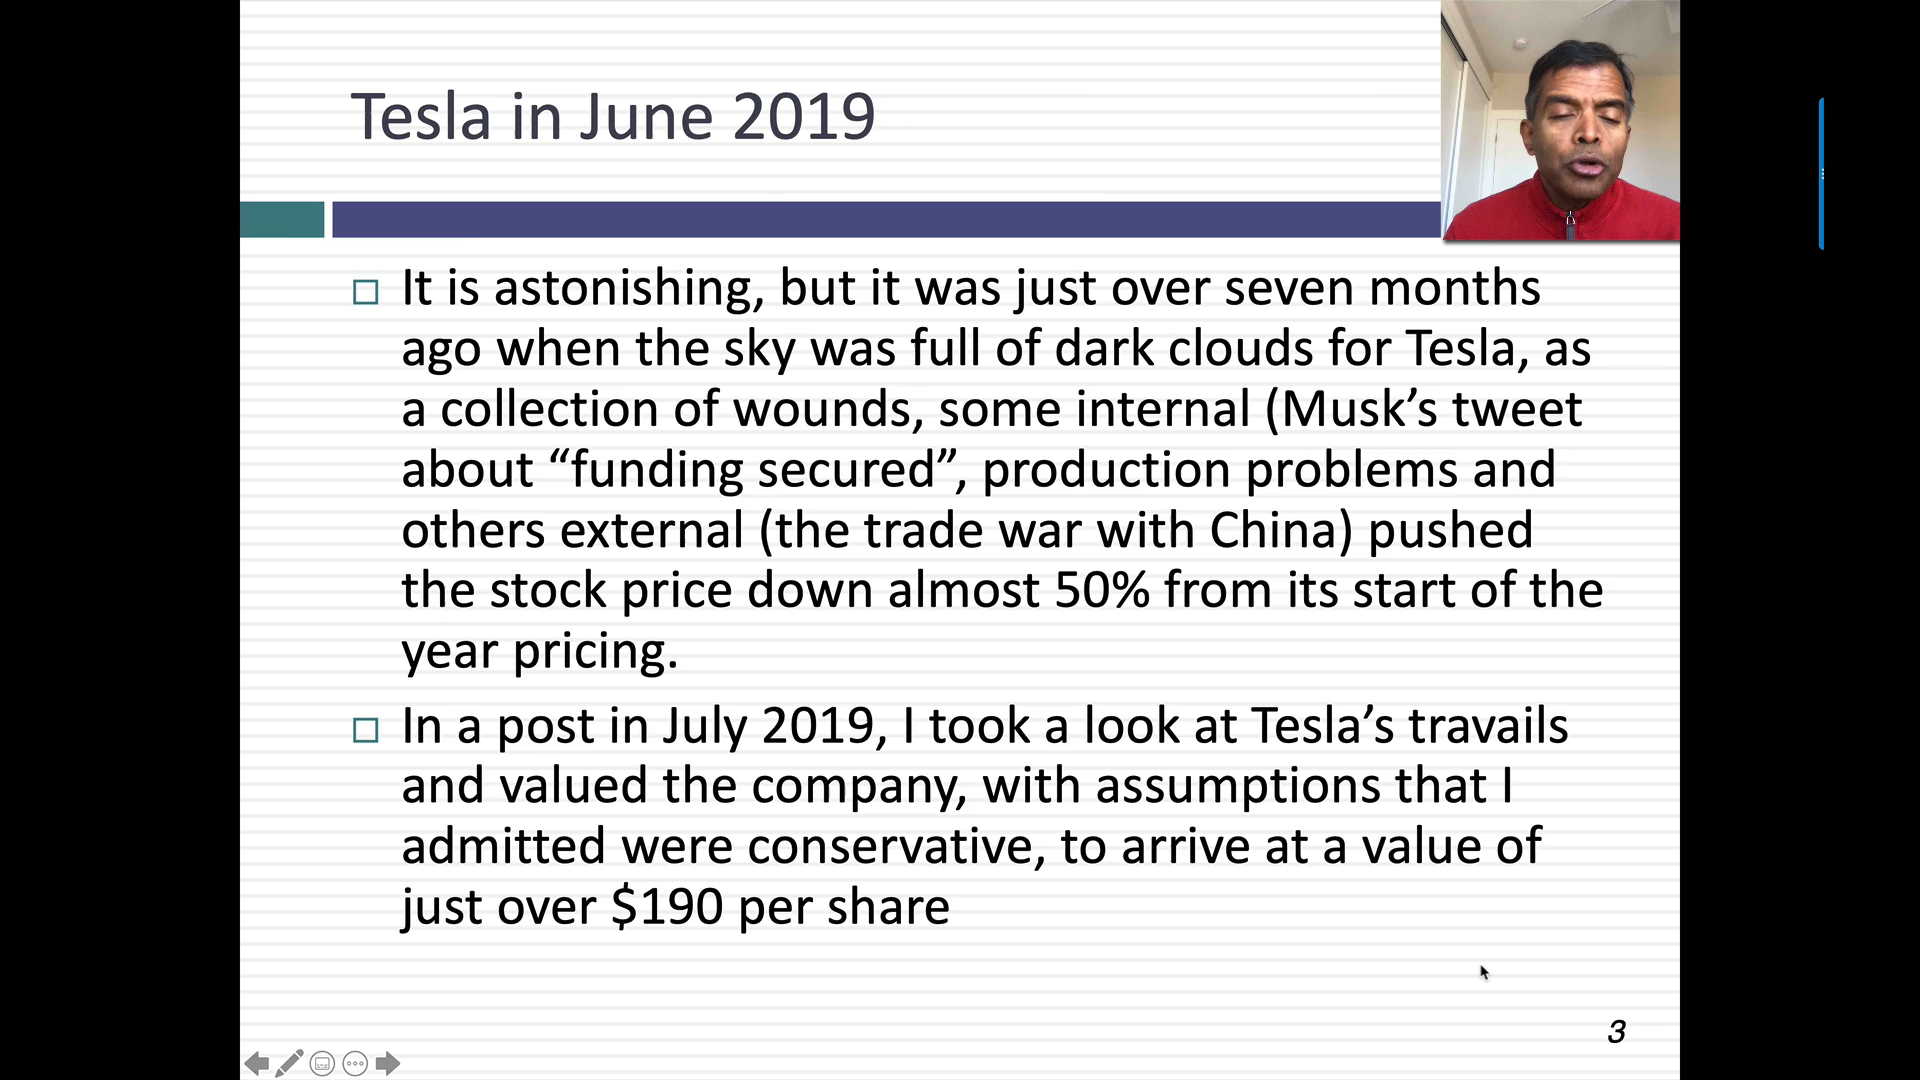 Tesla in June 2019
It is astonishing, but it was just over seven months
ago when the sky was full of dark clouds for Tesla, as
a collection of wounds, some internal (Musk’s tweet
about “funding secured”, production problems and
others external (the trade war with China) pushed
the stock price down almost 50% from its start of the
year pricing.
In a post in July 2019, I took a look at Tesla’s travails
and valued the company, with assumptions that I
admitted were conservative, to arrive at a value of
just over $190 per share
3